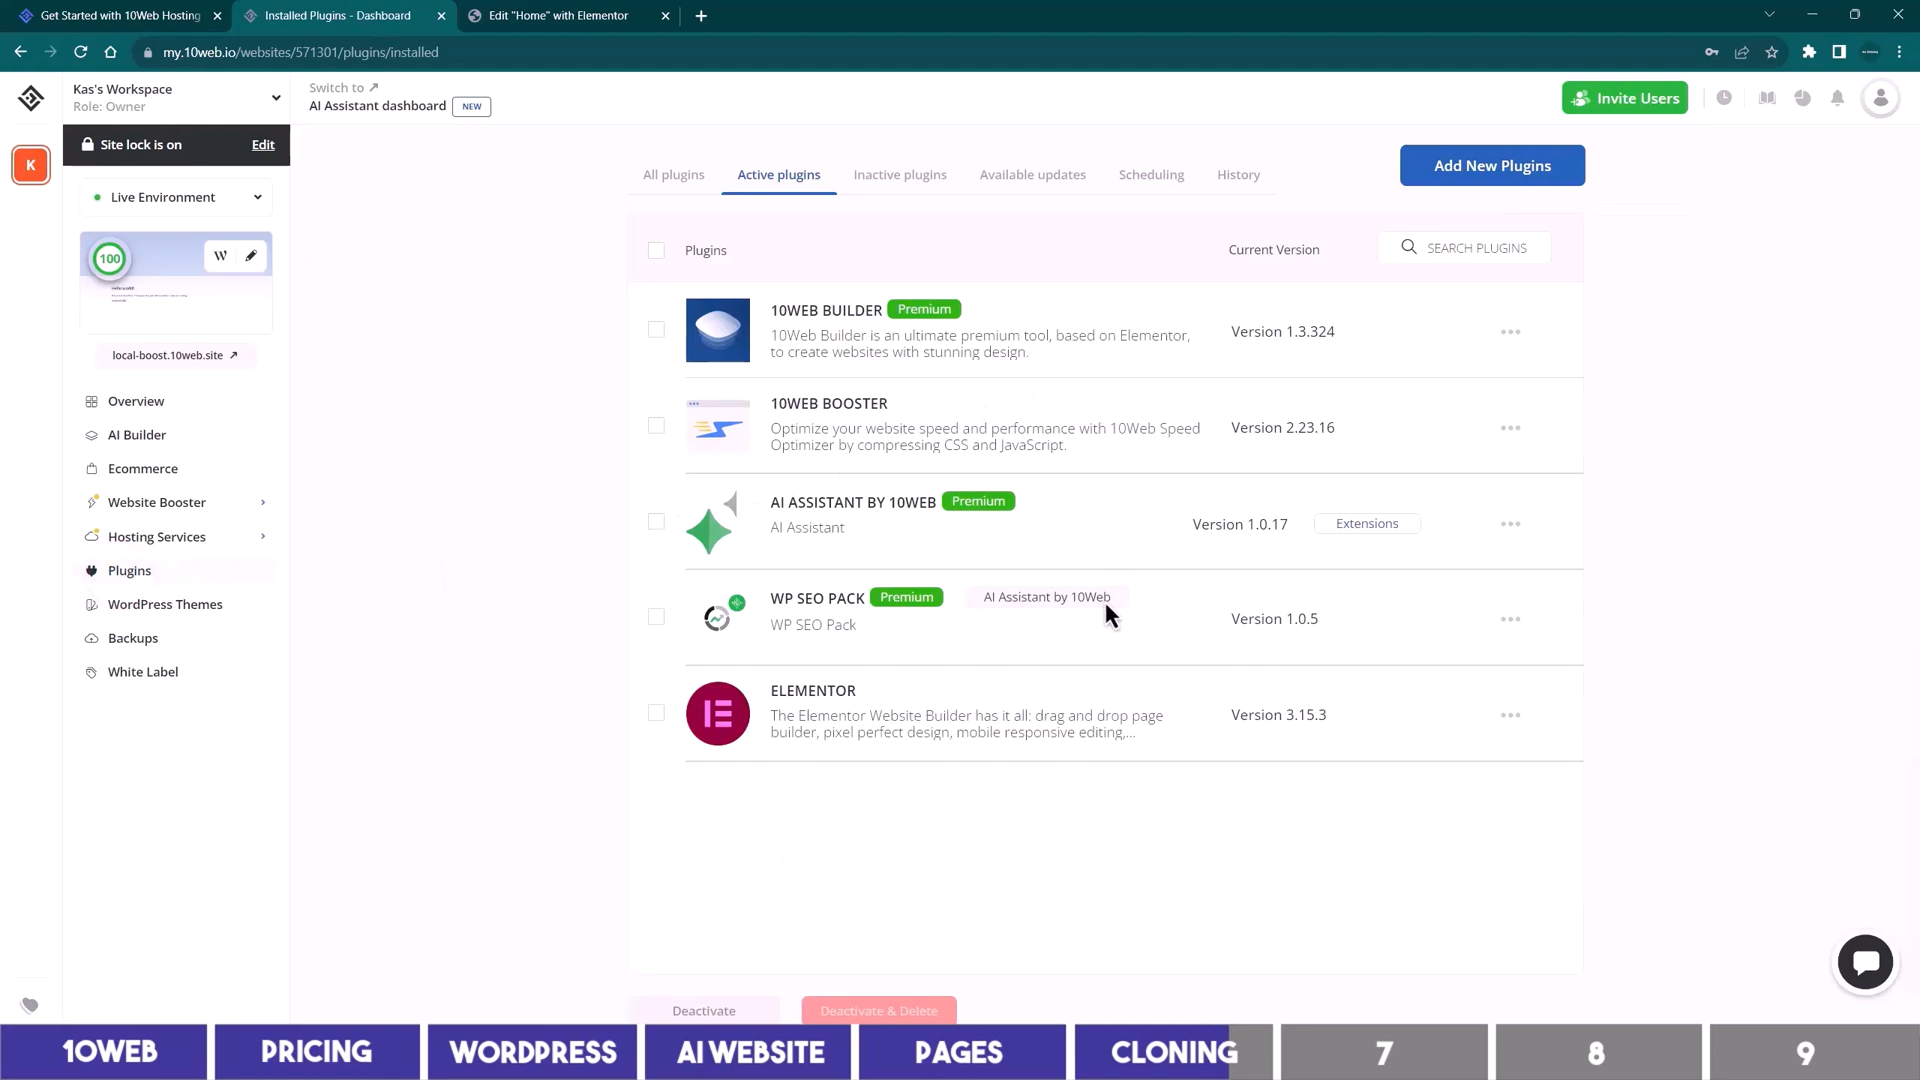 Get Started with 10Web Hosting
Installed Plugins - Dashboard
Edit "Home" with Elementor
my.10web.io/websites/571301/plugins/installed
Kas's Workspace
Role: Owner
Switch to
AI Assistant dashboard NEW
Invite Users
K
Site lock is on Edit
Live Environment
100
W
local-boost.10web.site
Overview
AI Builder
Ecommerce
Website Booster
Hosting Services
Plugins
WordPress Themes
Backups
White Label
All plugins
Active plugins
Inactive plugins
Available updates
Scheduling
History
Add New Plugins
Plugins
Current Version
SEARCH PLUGINS
10WEB BUILDER Premium
10Web Builder is an ultimate premium tool, based on Elementor,
to create websites with stunning design.
Version 1.3.324
10WEB BOOSTER
Optimize your website speed and performance with 10Web Speed
Optimizer by compressing CSS and JavaScript.
Version 2.23.16
AI ASSISTANT BY 10WEB Premium
AI Assistant
Version 1.0.17
Extensions
WP SEO PACK Premium
AI Assistant by 10Web
WP SEO Pack
Version 1.0.5
ELEMENTOR
The Elementor Website Builder has it all: drag and drop page
builder, pixel perfect design, mobile responsive editing,...
Version 3.15.3
Deactivate
Deactivate & Delete
10WEB
PRICING
WORDPRESS
AI WEBSITE
PAGES
CLONING
7
8
9